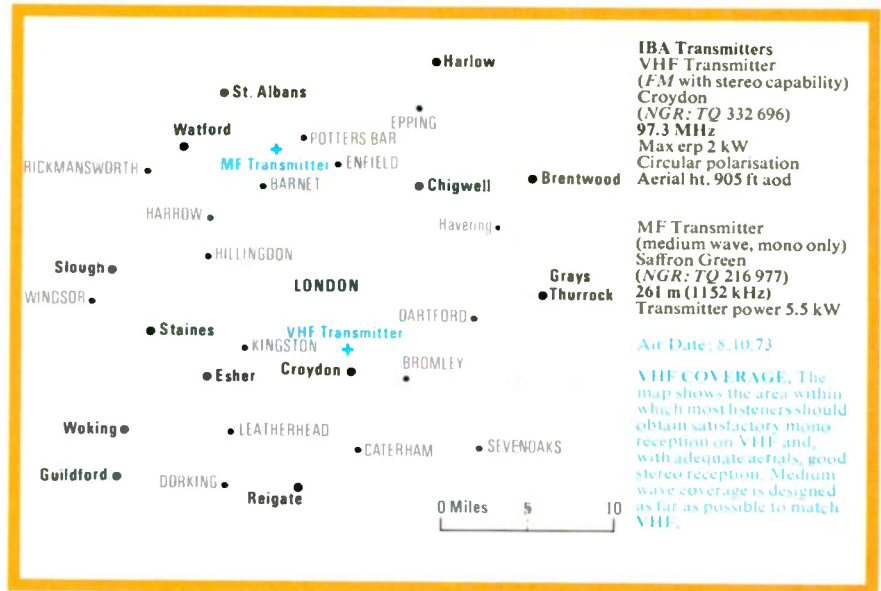 Harlow
St. Albans
EPPING
Watford
POTTERS BAR
MF Transmitter
ENFIELD
RICKMANSWORTH
BARNET
Chigwell
Brentwood
HARROW
Havering
HILLINGDON
Slough
LONDON
Grays
Thurrock
WINDSOR
DARTFORD
Staines
VHF Transmitter
KINGSTON
BROMLEY
Croydon
Esher
Woking
LEATHERHEAD
CATERHAM
SEVENOAKS
Guildford
DORKING
Reigate
0 Miles 5 10
IBA Transmitters
VHF Transmitter
(FM with stereo capability)
Croydon
(NGR: TQ 332 696)
97.3 MHz
Max erp 2 kW
Circular polarisation
Aerial ht. 905 ft aod
MF Transmitter
(medium wave, mono only)
Saffron Green
(NGR: TQ 216 977)
261 m (1152 kHz)
Transmitter power 5.5 kW
Air Date: 8.10.73
VHF COVERAGE. The
map shows the area within
which most listeners should
obtain satisfactory mono
reception on VHF and,
with adequate aerials, good
stereo reception. Medium
wave coverage is designed
as far as possible to match
VHF.